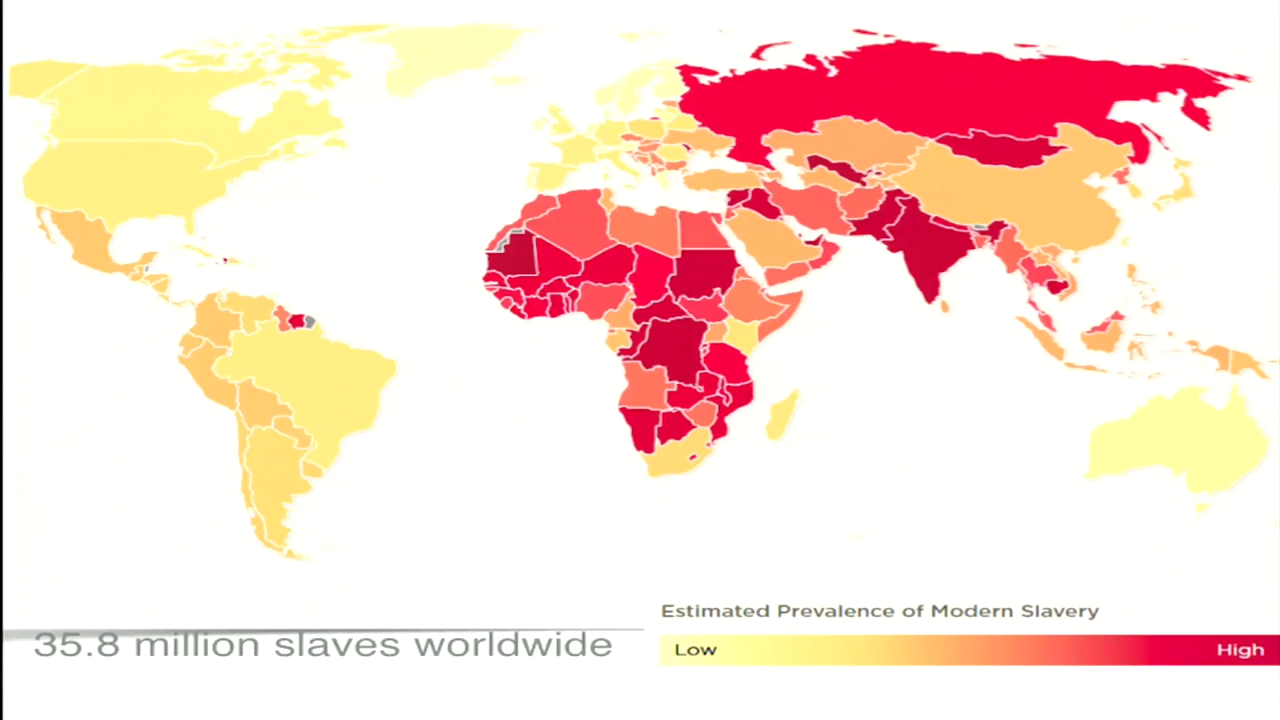 Estimated Prevalence of Modern Slavery
35.8 million slaves worldwide
Low
High